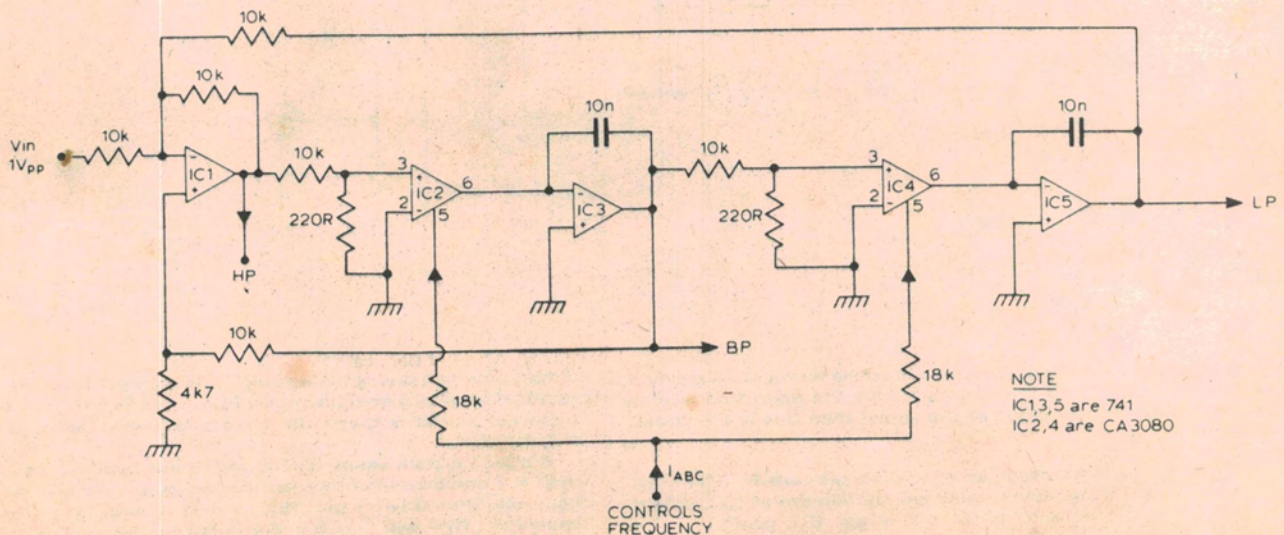 10k
10k
10n
10n
Vin
1Vpp
10k
-
+
IC1
10k
3
+
IC2
6
2
-
5
-
+
IC3
10k
3
+
IC4
6
2
-
5
-
+
IC5
LP
220R
220R
HP
10k
BP
4k7
18k
18k
NOTE
IC1,3,5 are 741
IC2,4 are CA3080
IABC
CONTROLS
FREQUENCY